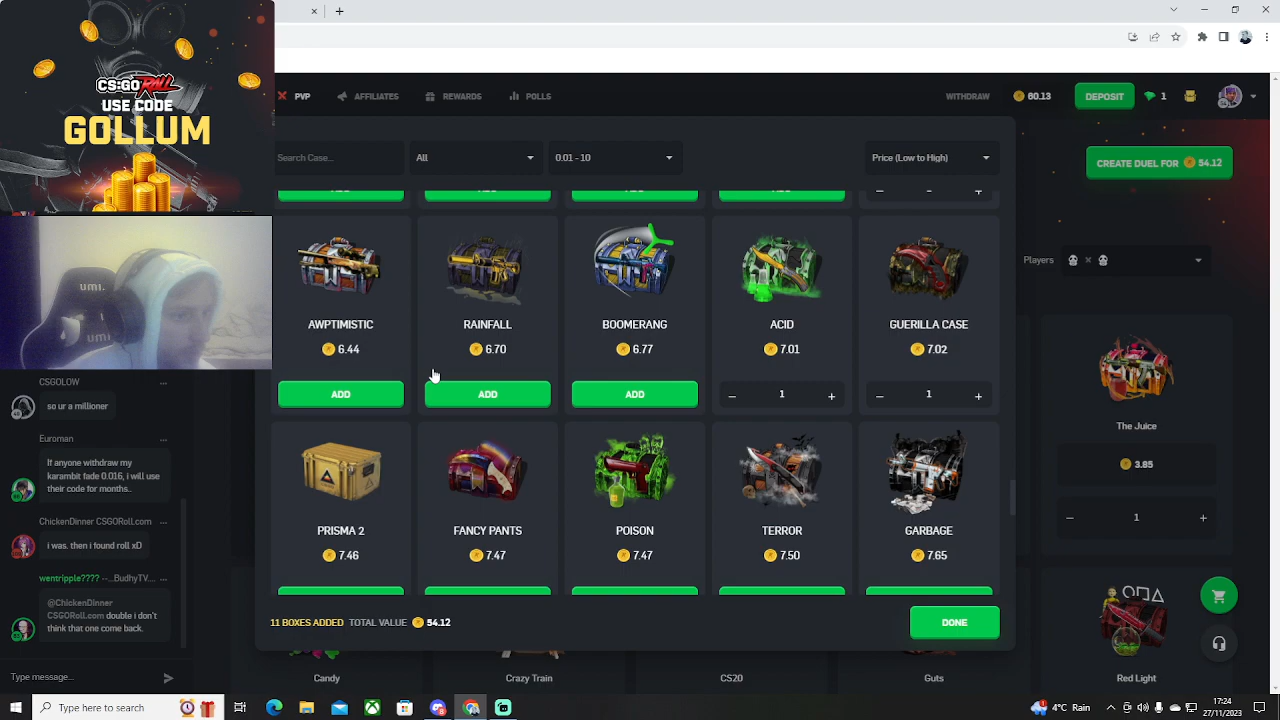 CS:GO ROLL
USE CODE
GOLLUM
PVP
AFFILIATES
REWARDS
POLLS
WITHDRAW
60.13
DEPOSIT
1
Search Case...
All
0.01 - 10
Price (Low to High)
CREATE DUEL FOR 54.12
Players
umi.
umi
AWPTIMISTIC
RAINFALL
BOOMERANG
ACID
GUERILLA CASE
6.44
6.70
6.77
7.01
7.02
ADD
ADD
ADD
– 1 +
– 1 +
PRISMA 2
FANCY PANTS
POISON
TERROR
GARBAGE
7.46
7.47
7.47
7.50
7.65
11 BOXES ADDED TOTAL VALUE 54.12
DONE
The Juice
3.85
– 1 +
Candy
Crazy Train
CS20
Guts
Red Light
CSGOLOW
so ur a millioner
Euroman
If anyone withdraw my
karambit fade 0.016, i will use
their code for months..
ChickenDinner CSGORoll.com
i was. then i found roll xD
wentripple???? --...BudhyTV....
@ChickenDinner
CSGORoll.com double i don't
think that one come back.
Type message...
Type here to search
4°C
ENG
17:24
27/11/2023